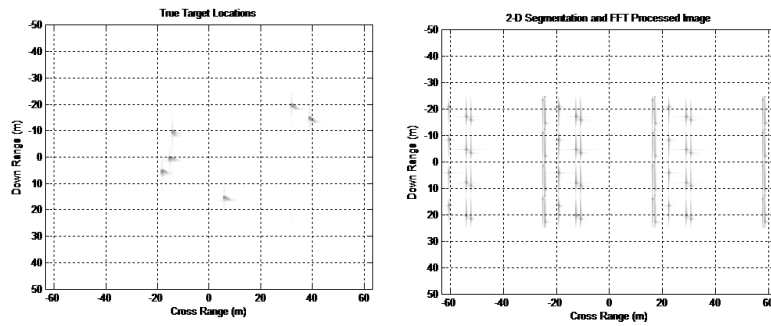 True Target Locations
-50
-40
-30
-20
-10
0
10
20
30
40
50
Down Range (m)
-60 -40 -20 0 20 40 60
Cross Range (m)
2-D Segmentation and FFT Processed Image
-50
-40
-30
-20
-10
0
10
20
30
40
50
Down Range (m)
-60 -40 -20 0 20 40 60
Cross Range (m)